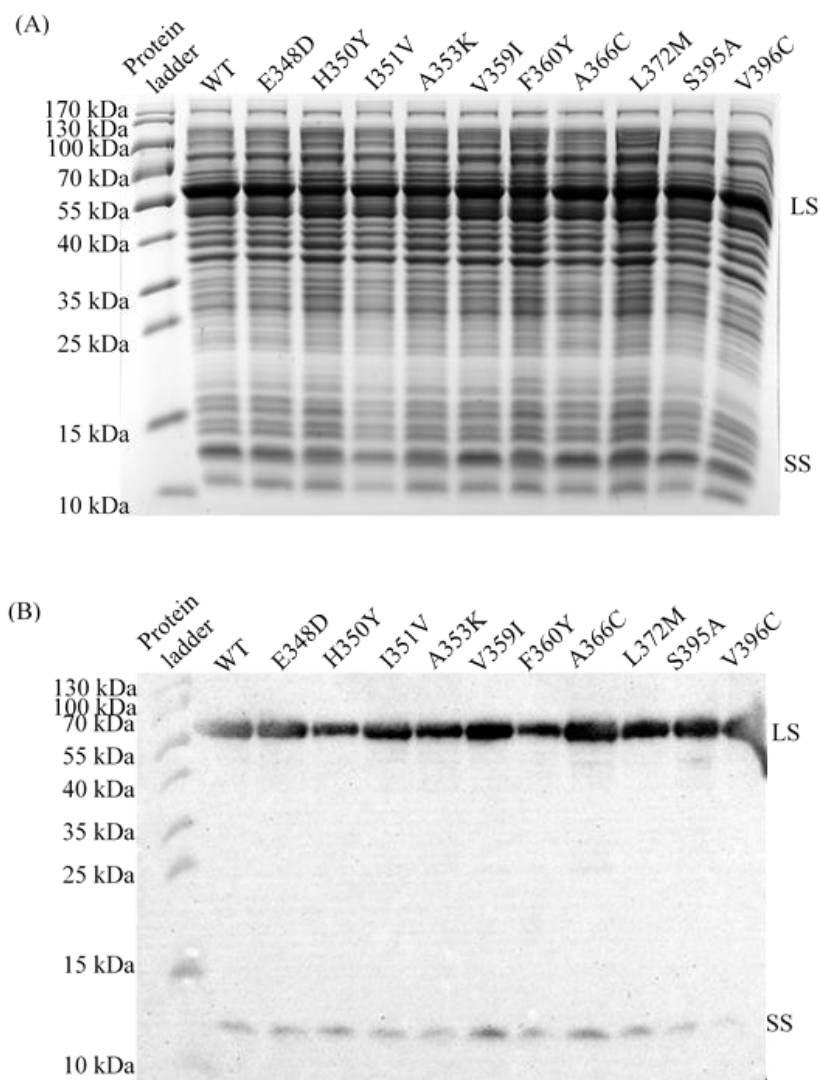 (A)
Protein
ladder
WT
E348D
H350Y
I351V
A353K
V359I
F360Y
A366C
L372M
S395A
V396C
170 kDa
130 kDa
100 kDa
70 kDa
55 kDa
40 kDa
35 kDa
25 kDa
15 kDa
10 kDa
LS
SS
(B)
Protein
ladder
WT
E348D
H350Y
I351V
A353K
V359I
F360Y
A366C
L372M
S395A
V396C
130 kDa
100 kDa
70 kDa
55 kDa
40 kDa
35 kDa
25 kDa
15 kDa
10 kDa
LS
SS